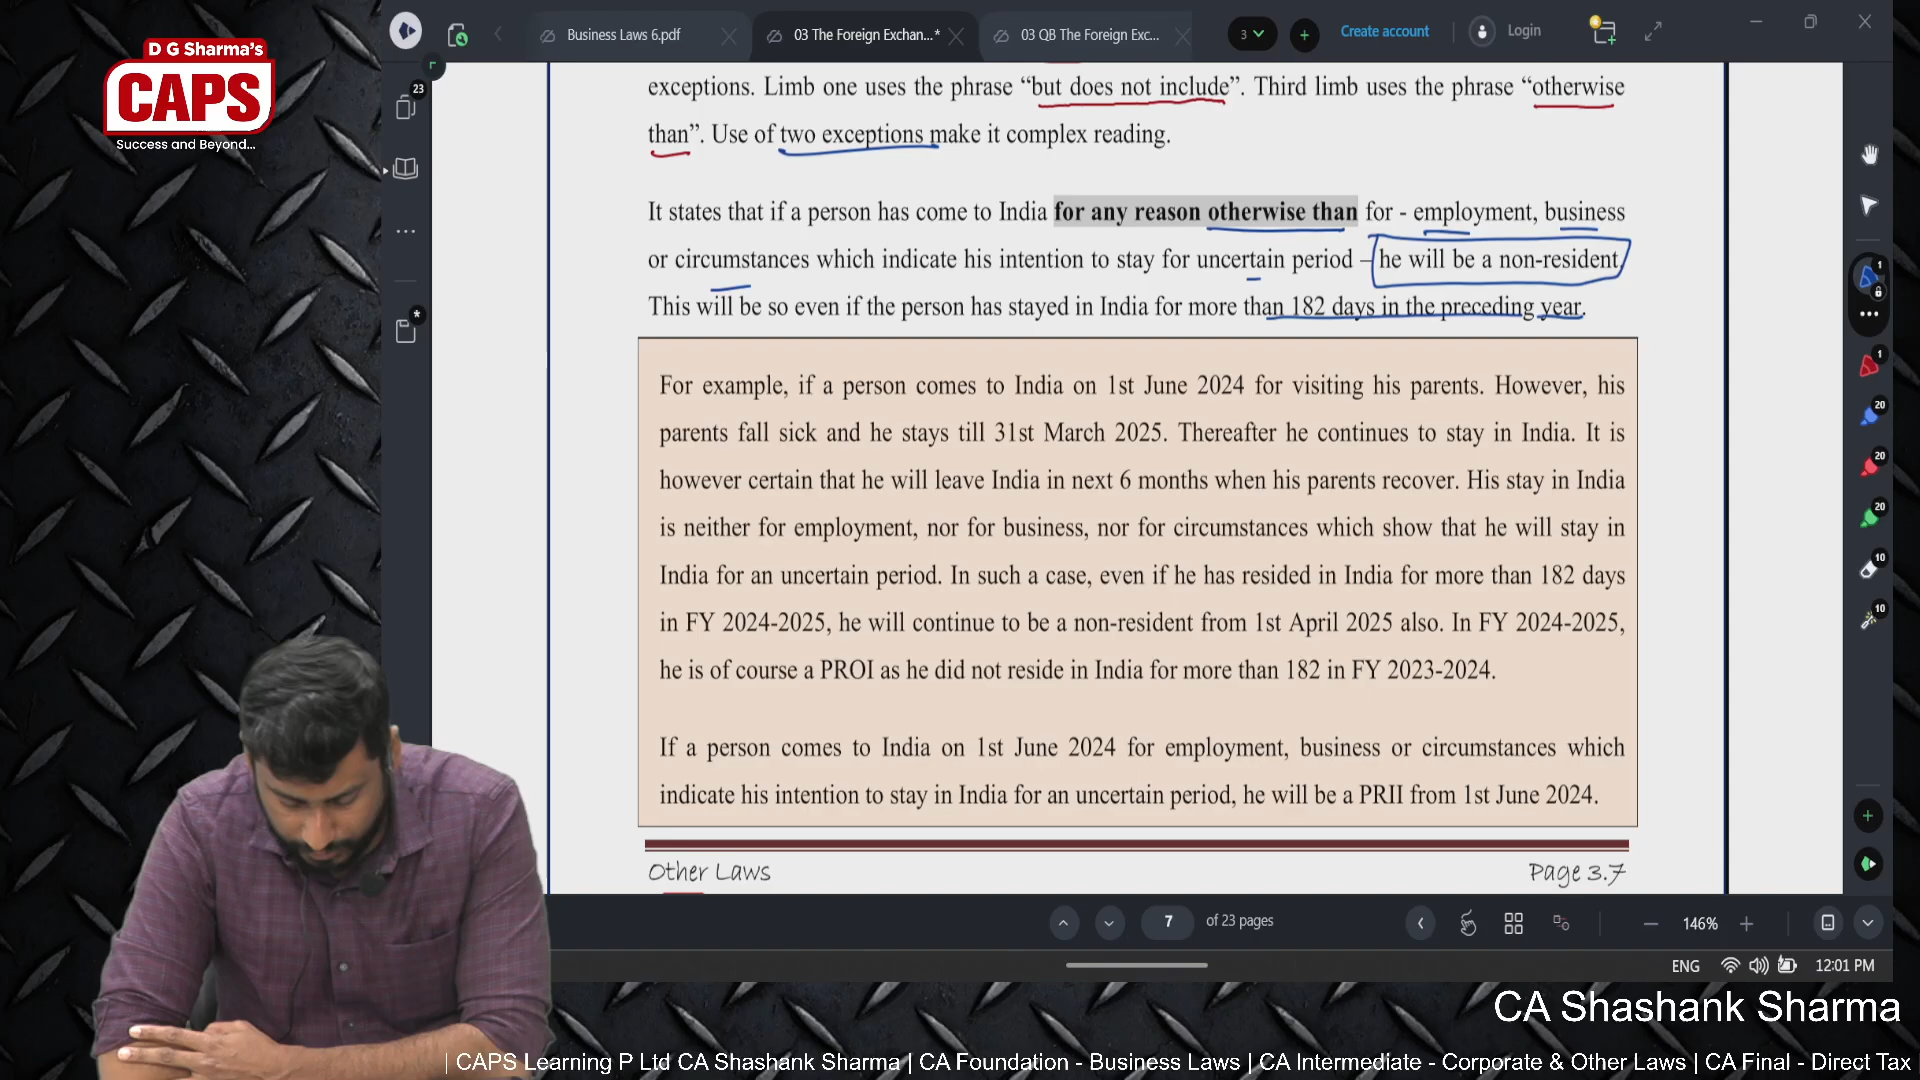 D G Sharma's
CAPS
Success and Beyond...
Business Laws 6.pdf
03 The Foreign Exchan...*
03 QB The Foreign Exc...
3
Create account
Login
23
exceptions. Limb one uses the phrase “but does not include”. Third limb uses the phrase “otherwise
than”. Use of two exceptions make it complex reading.
It states that if a person has come to India for any reason otherwise than for - employment, business
or circumstances which indicate his intention to stay for uncertain period – he will be a non-resident
This will be so even if the person has stayed in India for more than 182 days in the preceding year.
For example, if a person comes to India on 1st June 2024 for visiting his parents. However, his
parents fall sick and he stays till 31st March 2025. Thereafter he continues to stay in India. It is
however certain that he will leave India in next 6 months when his parents recover. His stay in India
is neither for employment, nor for business, nor for circumstances which show that he will stay in
India for an uncertain period. In such a case, even if he has resided in India for more than 182 days
in FY 2024-2025, he will continue to be a non-resident from 1st April 2025 also. In FY 2024-2025,
he is of course a PROI as he did not reside in India for more than 182 in FY 2023-2024.
If a person comes to India on 1st June 2024 for employment, business or circumstances which
indicate his intention to stay in India for an uncertain period, he will be a PRII from 1st June 2024.
Other Laws
Page 3.7
1
1
20
20
20
10
10
7
of 23 pages
146%
ENG
12:01 PM
CA Shashank Sharma
| CAPS Learning P Ltd CA Shashank Sharma | CA Foundation - Business Laws | CA Intermediate - Corporate & Other Laws | CA Final - Direct Tax